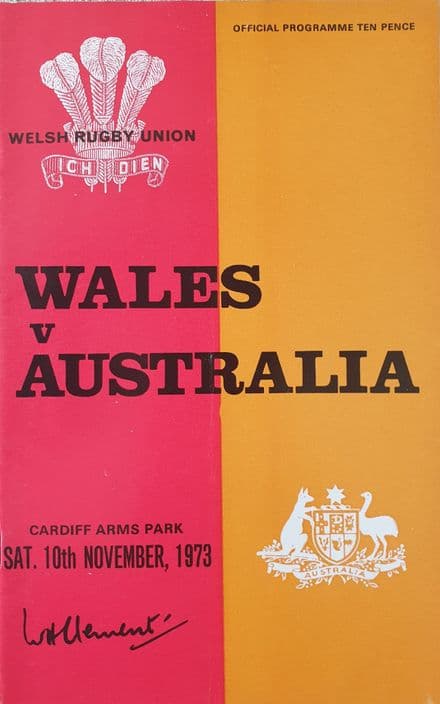 OFFICIAL PROGRAMME TEN PENCE
WELSH RUGBY UNION
ICH DIEN
WALES
V
AUSTRALIA
CARDIFF ARMS PARK
SAT. 10th NOVEMBER, 1973
AUSTRALIA
WHClement